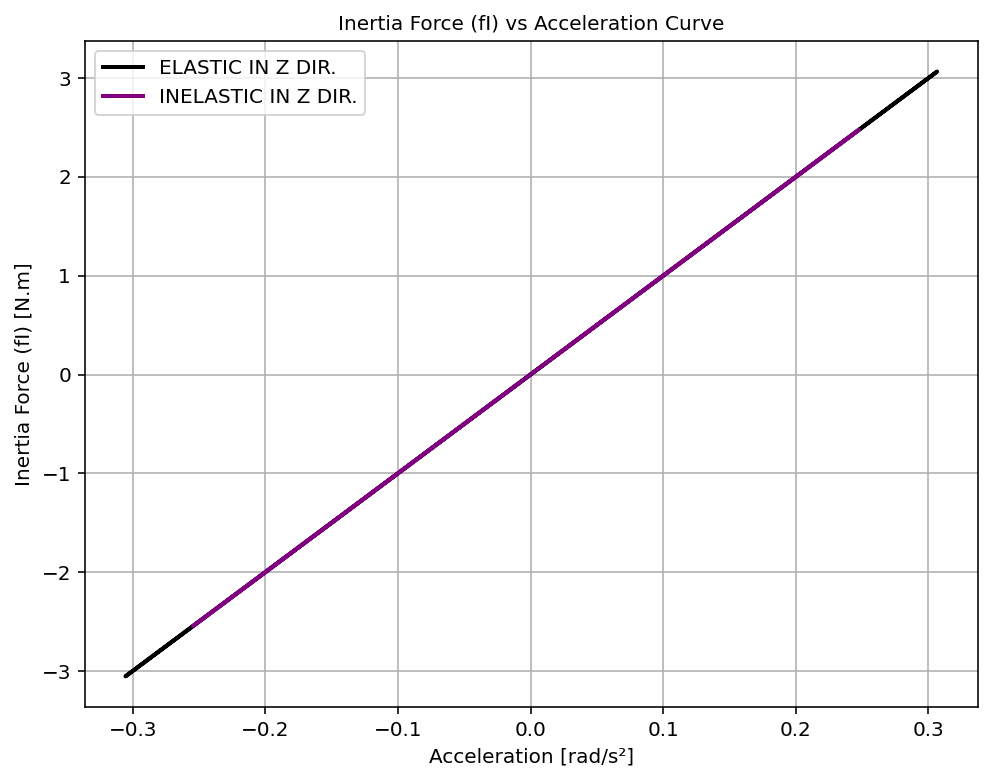 Inertia Force (fI) vs Acceleration Curve
ELASTIC IN Z DIR.
INELASTIC IN Z DIR.
Inertia Force (fI) [N.m]
3
2
1
0
−1
−2
−3
−0.3 −0.2 −0.1 0.0 0.1 0.2 0.3
Acceleration [rad/s²]